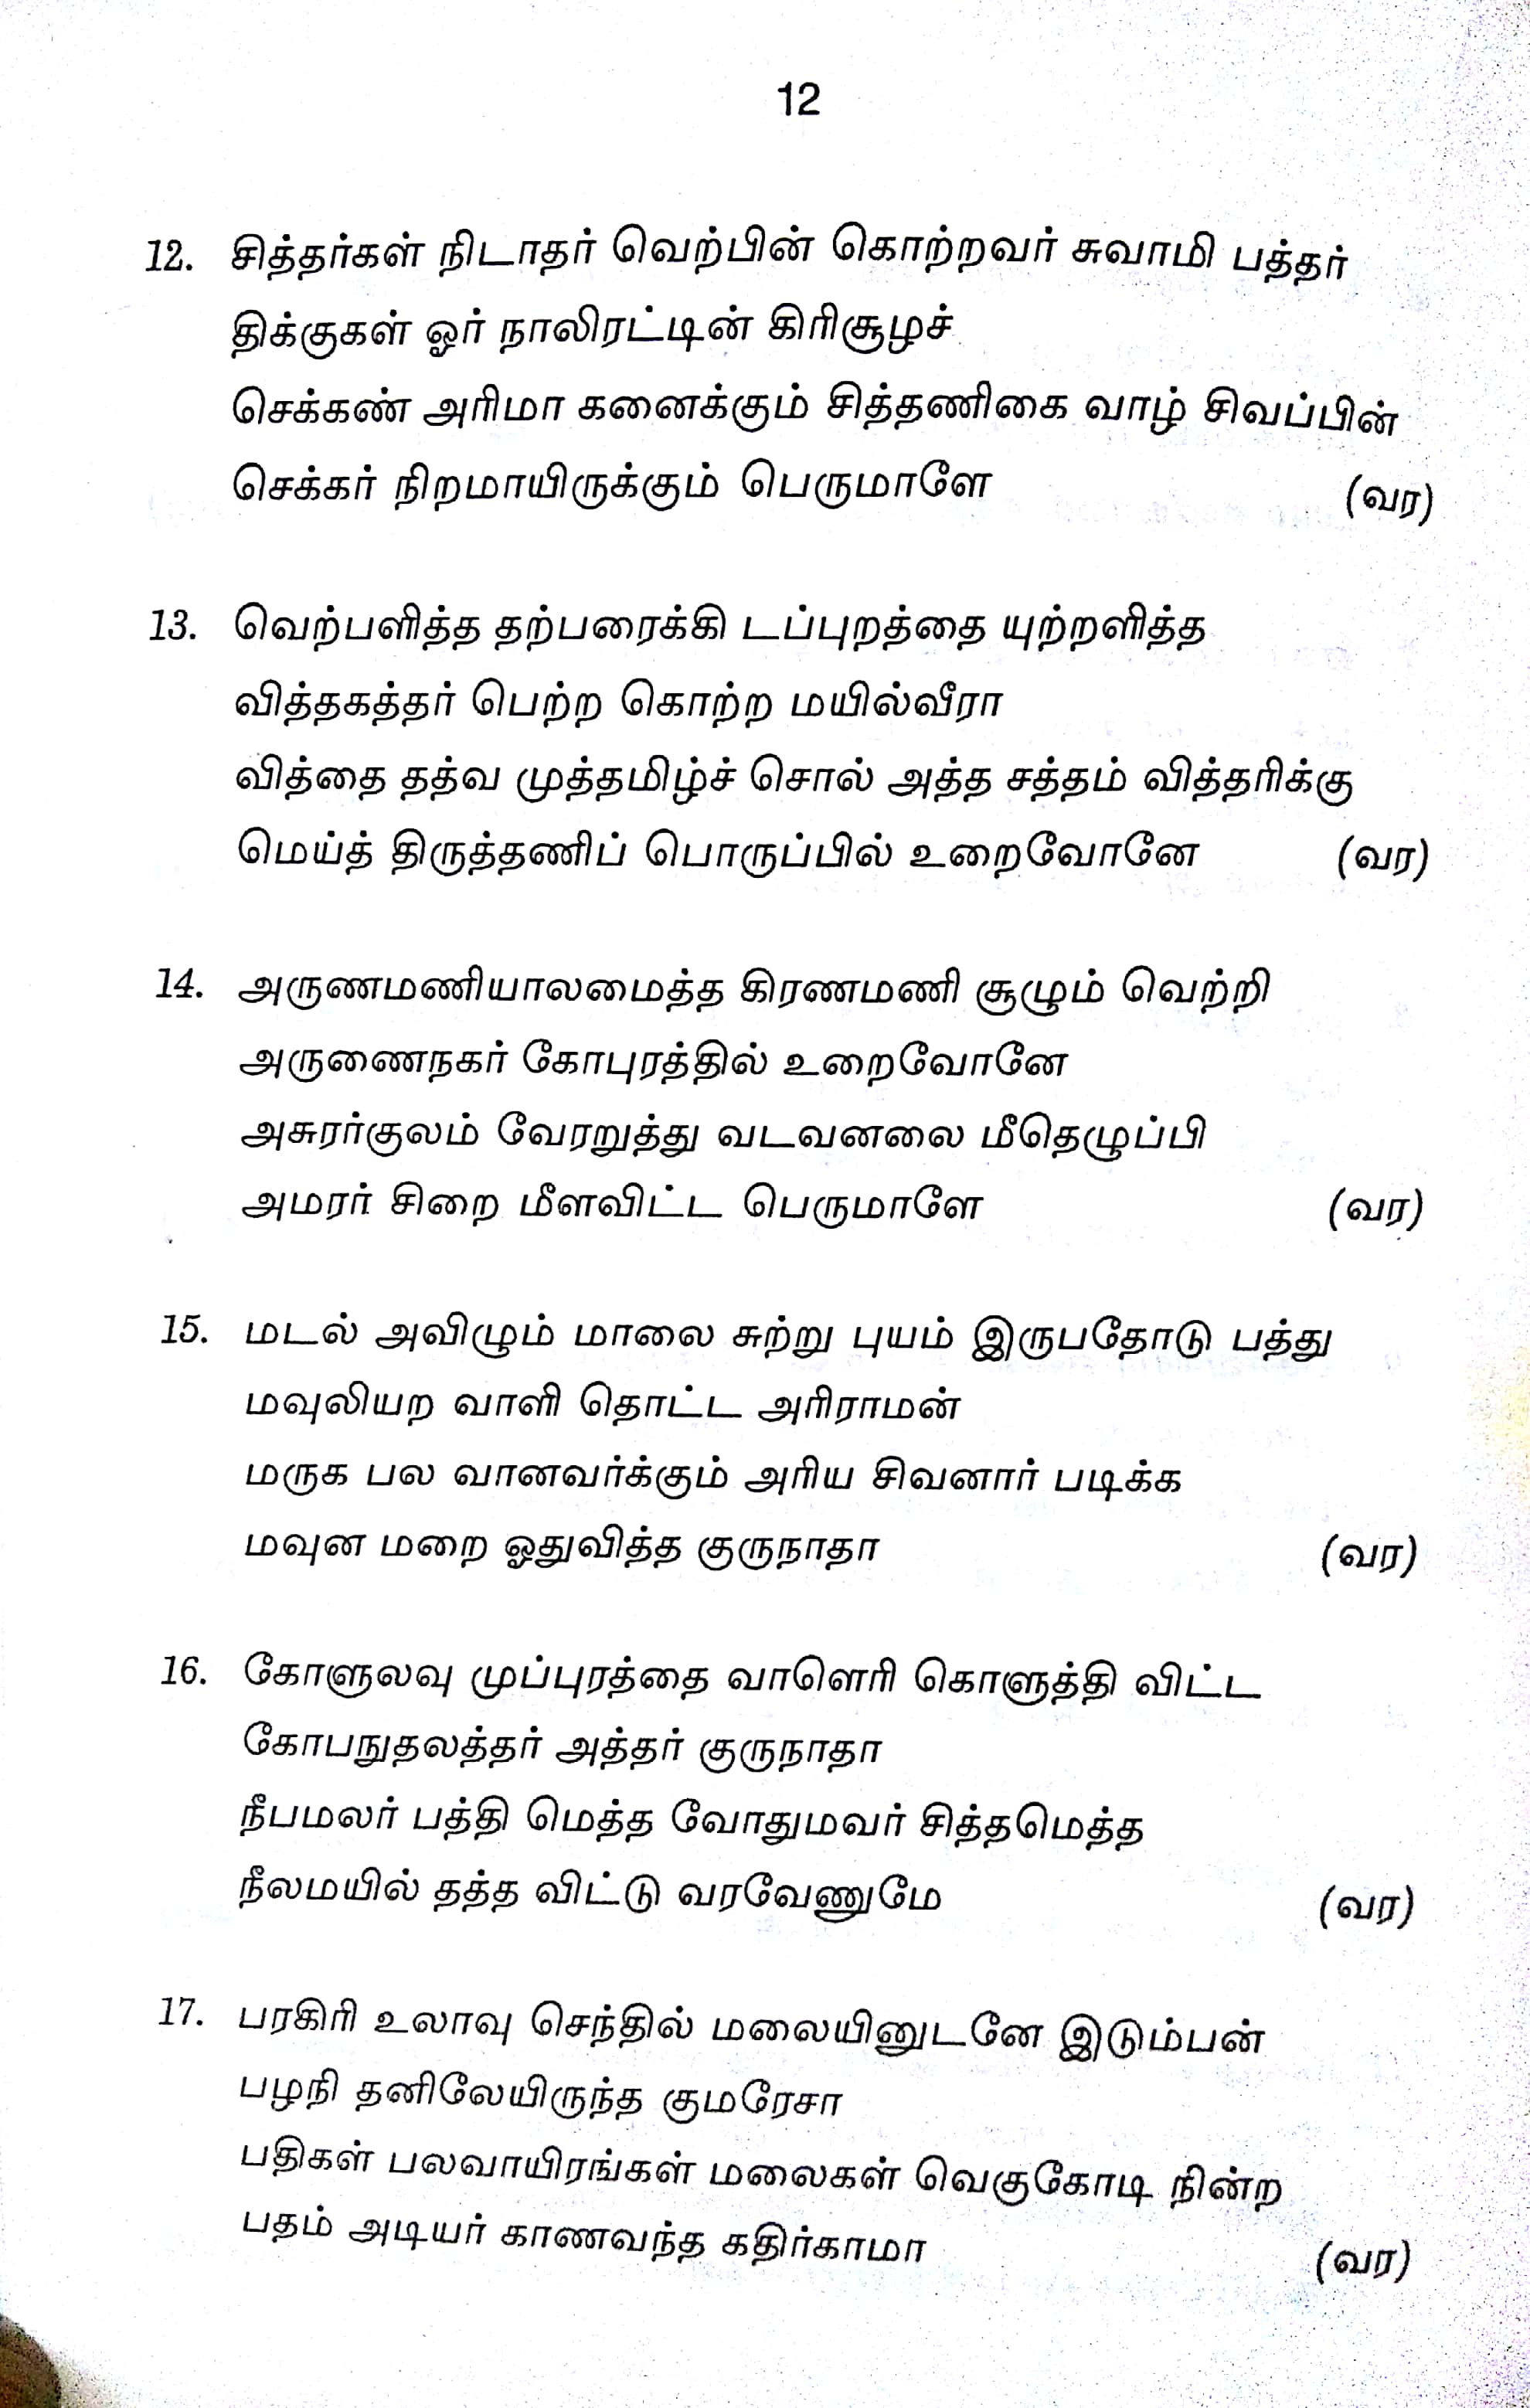 12
12. சித்தர்கள் நிடாதர் வெற்பின் கொற்றவர் சுவாமி பத்தர்
திக்குகள் ஓர் நாலிரட்டின் கிரிசூழச்
செக்கண் அரிமா கனைக்கும் சித்தணிகை வாழ் சிவப்பின்
செக்கர் நிறமாயிருக்கும் பெருமாளே (வர)
13. வெற்பளித்த தற்பரைக்கி டப்புறத்தை யுற்றளித்த
வித்தகத்தர் பெற்ற கொற்ற மயில்வீரா
வித்தை தத்வ முத்தமிழ்ச் சொல் அத்த சத்தம் வித்தரிக்கு
மெய்த் திருத்தணிப் பொருப்பில் உறைவோனே (வர)
14. அருணமணியாலமைத்த கிரணமணி சூழும் வெற்றி
அருணைநகர் கோபுரத்தில் உறைவோனே
அசுரர்குலம் வேரறுத்து வடவனலை மீதெழுப்பி
அமரர் சிறை மீளவிட்ட பெருமாளே (வர)
15. மடல் அவிழும் மாலை சுற்று புயம் இருபதோடு பத்து
மவுலியற வாளி தொட்ட அரிராமன்
மருக பல வானவர்க்கும் அரிய சிவனார் படிக்க
மவுன மறை ஓதுவித்த குருநாதா (வர)
16. கோளுலவு முப்புரத்தை வாளெரி கொளுத்தி விட்ட
கோபநுதலத்தர் அத்தர் குருநாதா
நீபமலர் பத்தி மெத்த வோதுமவர் சித்தமெத்த
நீலமயில் தத்த விட்டு வரவேணுமே (வர)
17. பரகிரி உலாவு செந்தில் மலையினுடனே இடும்பன்
பழநி தனிலேயிருந்த குமரேசா
பதிகள் பலவாயிரங்கள் மலைகள் வெகுகோடி நின்ற
பதம் அடியர் காணவந்த கதிர்காமா (வர)